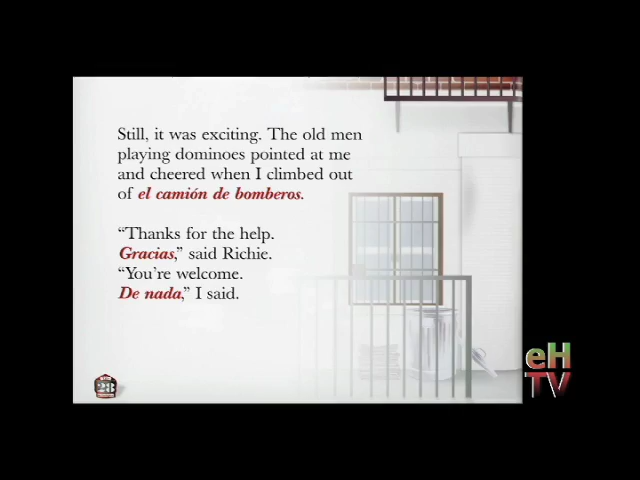 Still, it was exciting. The old men
playing dominoes pointed at me
and cheered when I climbed out
of el camión de bomberos.
“Thanks for the help.
Gracias,” said Richie.
“You’re welcome.
De nada,” I said.
23
eH
TV